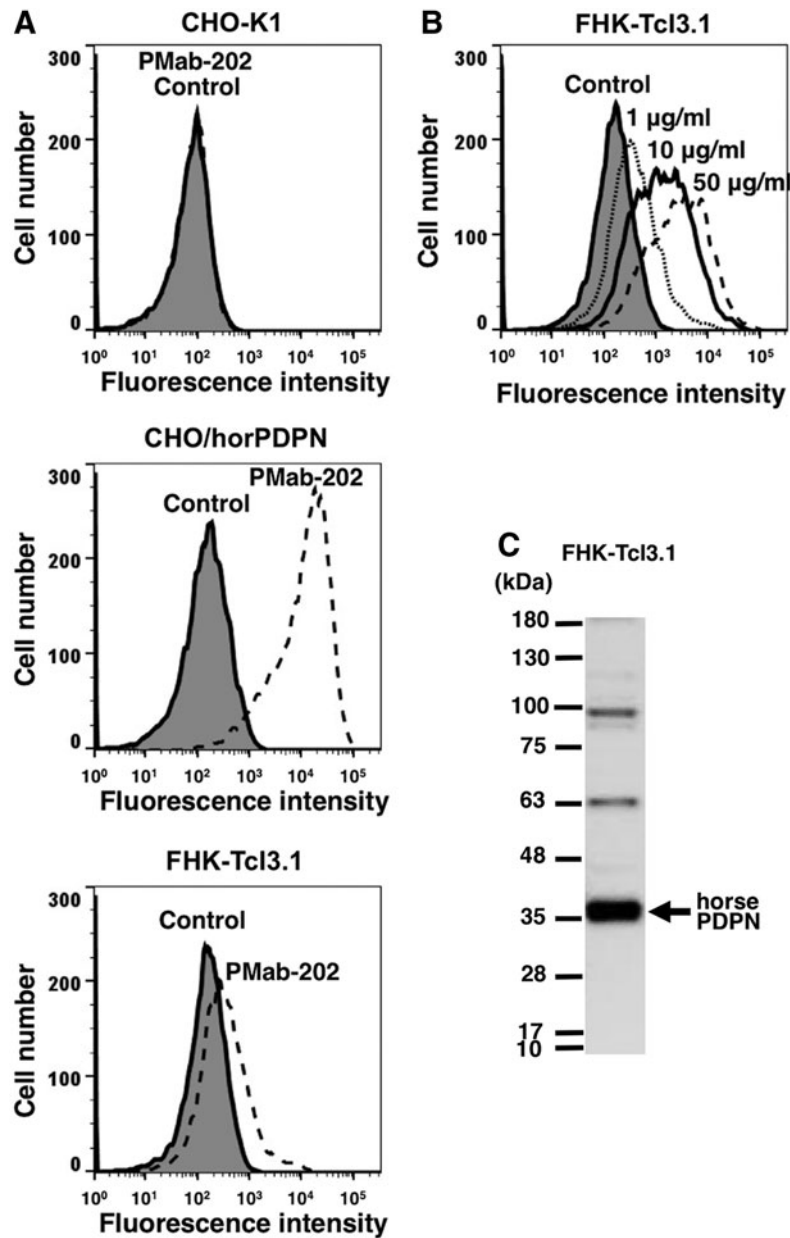 A
CHO-K1
PMab-202
Control
Cell number
300
200
100
0
10⁰ 10¹ 10² 10³ 10⁴ 10⁵
Fluorescence intensity
CHO/horPDPN
Control
PMab-202
Cell number
300
200
100
0
10⁰ 10¹ 10² 10³ 10⁴ 10⁵
Fluorescence intensity
FHK-Tcl3.1
Control
PMab-202
Cell number
300
200
100
0
10⁰ 10¹ 10² 10³ 10⁴ 10⁵
Fluorescence intensity
B
FHK-Tcl3.1
Control
1 µg/ml
10 µg/ml
50 µg/ml
Cell number
300
200
100
0
10⁰ 10¹ 10² 10³ 10⁴ 10⁵
Fluorescence intensity
C
FHK-Tcl3.1
(kDa)
180
130
100
75
63
48
35
28
17
10
horse
PDPN